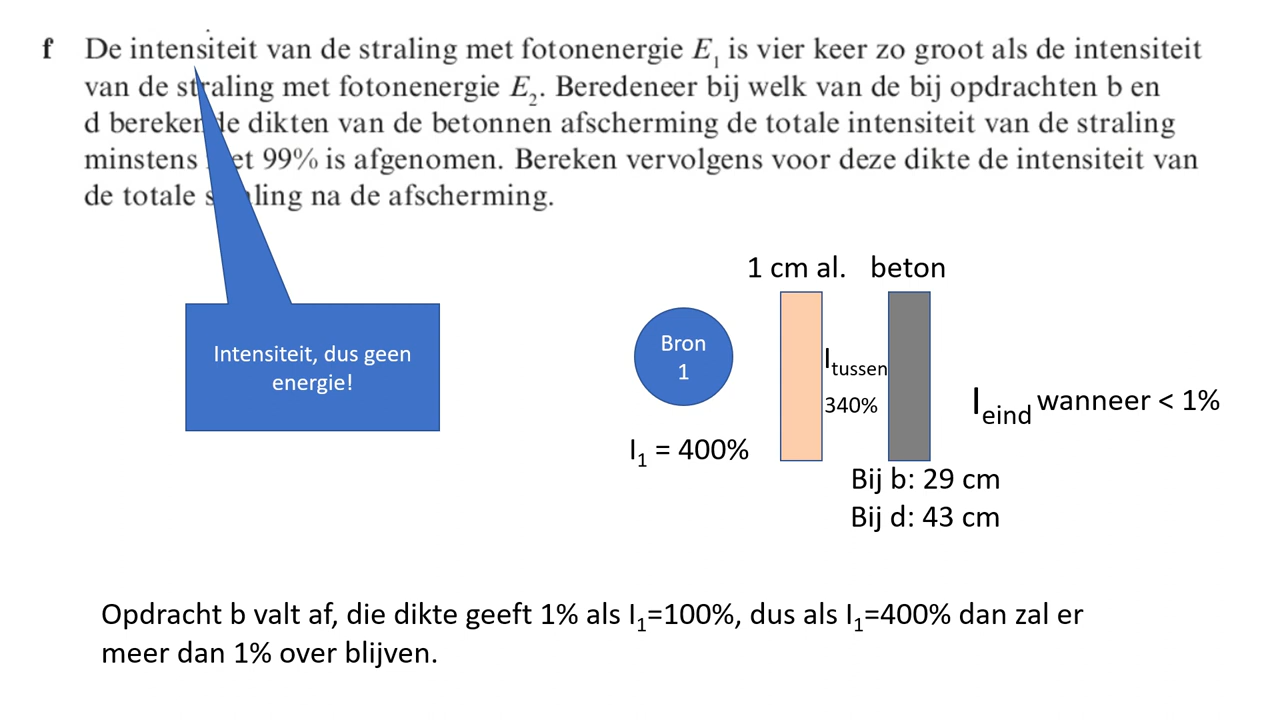 f De intensiteit van de straling met fotonenergie E1 is vier keer zo groot als de intensiteit
van de straling met fotonenergie E2. Beredeneer bij welk van de bij opdrachten b en
d berekende dikten van de betonnen afscherming de totale intensiteit van de straling
minstens met 99% is afgenomen. Bereken vervolgens voor deze dikte de intensiteit van
de totale straling na de afscherming.
1 cm al. beton
Intensiteit, dus geen
energie!
Bron
1
Itussen
340%
I1 = 400%
Ieind wanneer < 1%
Bij b: 29 cm
Bij d: 43 cm
Opdracht b valt af, die dikte geeft 1% als I1=100%, dus als I1=400% dan zal er
meer dan 1% over blijven.